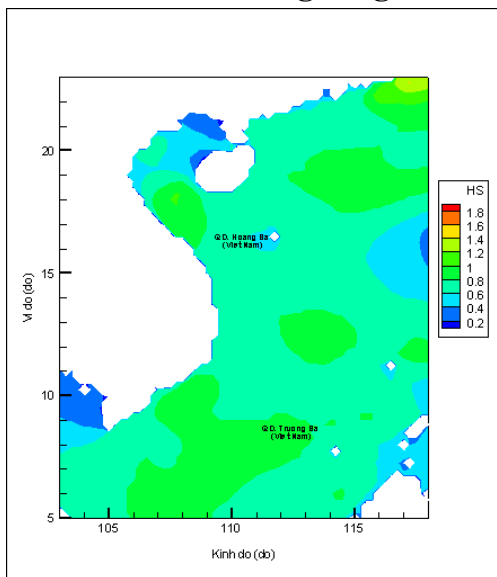 HS
1.8
1.6
1.4
1.2
1
0.8
0.6
0.4
0.2
20
15
10
5
Vi do (do)
QD. Hoang Sa
(Viet Nam)
QD. Truong Sa
(Viet Nam)
105
110
115
Kinh do (do)